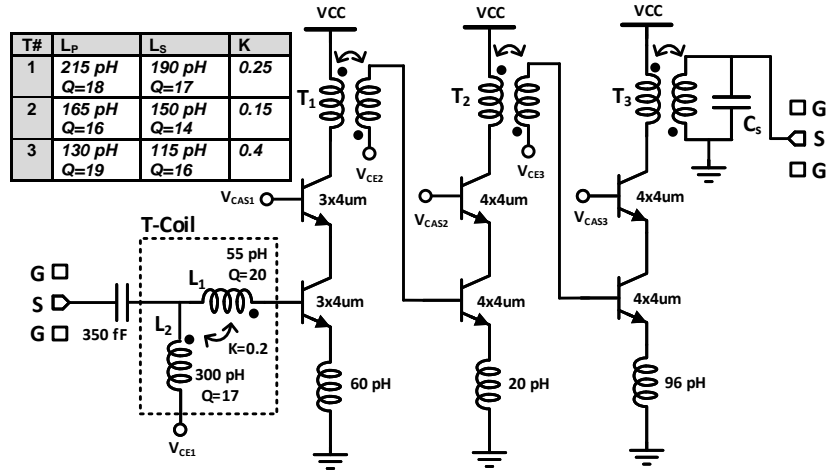 VCC VCC VCC
T# LP LS K
1 215 pH Q=18 190 pH Q=17 0.25
2 165 pH Q=16 150 pH Q=14 0.15
3 130 pH Q=19 115 pH Q=16 0.4
T1 T2 T3
CS
G
S
G
VCE2 VCE3
VCAS1 3x4um
VCAS2 4x4um
VCAS3 4x4um
T-Coil
55 pH
Q=20
L1
3x4um 4x4um 4x4um
G
S
G
350 fF
L2
K=0.2
300 pH
Q=17
60 pH 20 pH 96 pH
VCE1